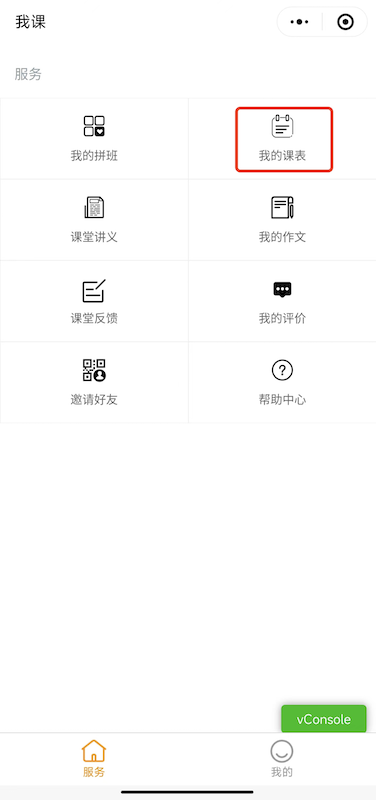 我课
服务
我的拼班
我的课表
课堂讲义
我的作文
课堂反馈
我的评价
邀请好友
帮助中心
vConsole
服务
我的